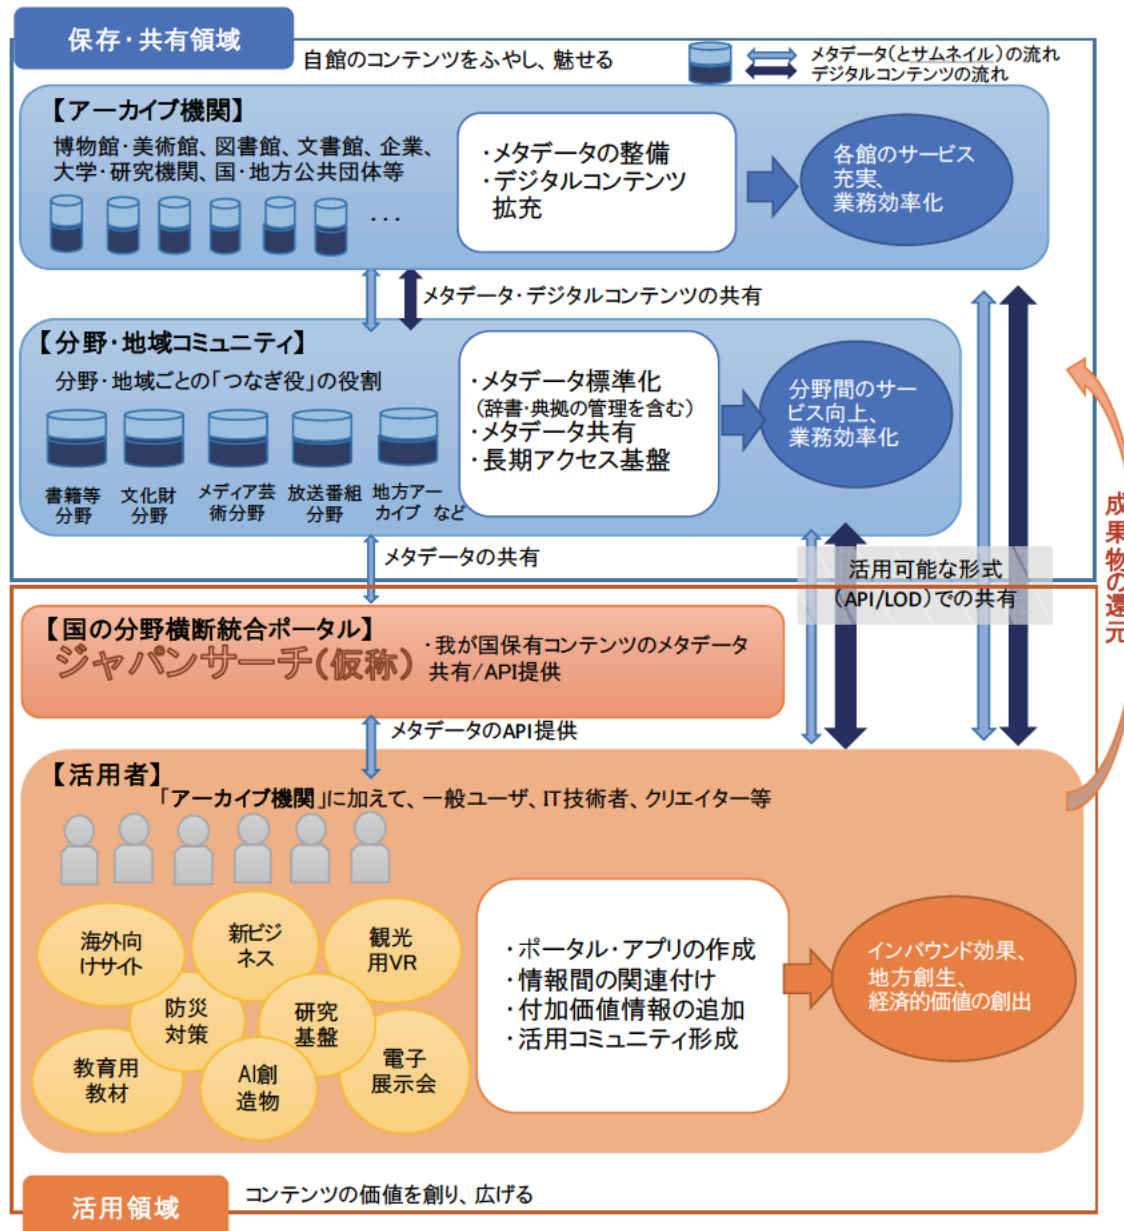 保存・共有領域
自館のコンテンツをふやし、魅せる
メタデータ(とサムネイル)の流れ
デジタルコンテンツの流れ
【アーカイブ機関】
博物館・美術館、図書館、文書館、企業、
大学・研究機関、国・地方公共団体等
・・・
・メタデータの整備
・デジタルコンテンツ
拡充
各館のサービス
充実、
業務効率化
メタデータ・デジタルコンテンツの共有
【分野・地域コミュニティ】
分野・地域ごとの「つなぎ役」の役割
書籍等
分野
文化財
分野
メディア芸
術分野
放送番組
分野
地方アー
カイブ など
・メタデータ標準化
(辞書・典拠の管理を含む)
・メタデータ共有
・長期アクセス基盤
分野間のサー
ビス向上、
業務効率化
メタデータの共有
活用可能な形式
(API/LOD)での共有
成果物の還元
【国の分野横断統合ポータル】
ジャパンサーチ(仮称)
・我が国保有コンテンツのメタデータ
共有/API提供
メタデータのAPI提供
【活用者】
「アーカイブ機関」に加えて、一般ユーザ、IT技術者、クリエイター等
海外向
けサイト
新ビジ
ネス
観光
用VR
防災
対策
研究
基盤
教育用
教材
AI創
造物
電子
展示会
・ポータル・アプリの作成
・情報間の関連付け
・付加価値情報の追加
・活用コミュニティ形成
インバウンド効果、
地方創生、
経済的価値の創出
活用領域
コンテンツの価値を創り、広げる